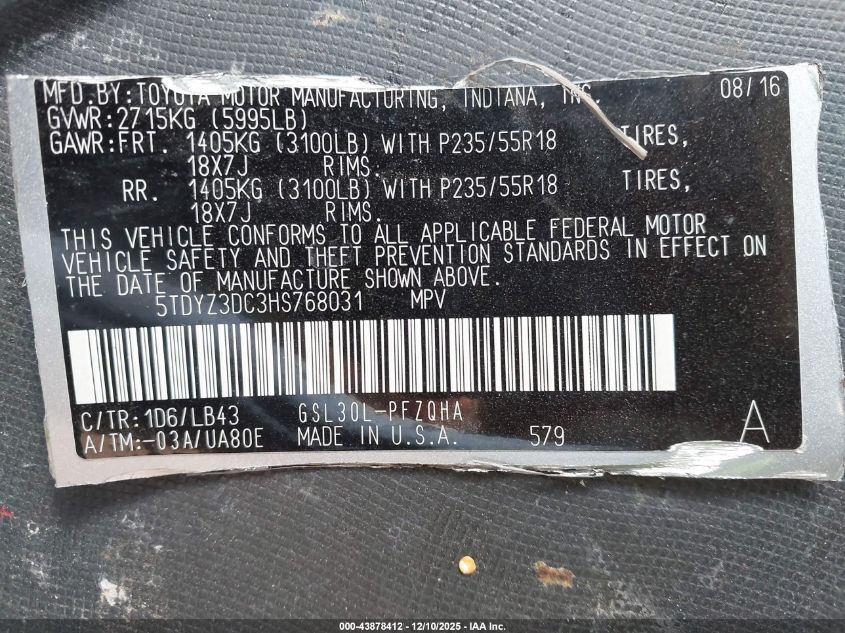 MFD.BY:TOYOTA MOTOR MANUFACTURING, INDIANA, INC. 08/16
GVWR:2715KG (5995LB)
GAWR:FRT. 1405KG (3100LB) WITH P235/55R18 TIRES,
18X7J RIMS.
RR. 1405KG (3100LB) WITH P235/55R18 TIRES,
18X7J RIMS.
THIS VEHICLE CONFORMS TO ALL APPLICABLE FEDERAL MOTOR
VEHICLE SAFETY AND THEFT PREVENTION STANDARDS IN EFFECT ON
THE DATE OF MANUFACTURE SHOWN ABOVE.
5TDYZ3DC3HS768031 MPV
C/TR:1D6/LB43 GSL30L-PFZQHA
A/TM:-03A/UA80E MADE IN U.S.A. 579 A
000-43878412 - 12/10/2025 - IAA Inc.